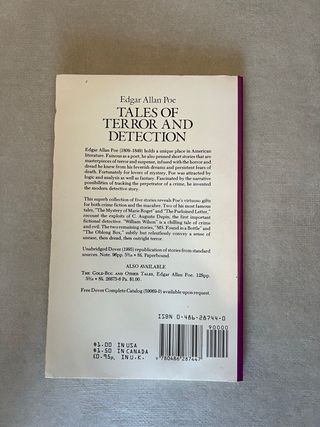 Edgar Allan Poe
TALES OF
TERROR AND
DETECTION
Edgar Allan Poe (1809–1849) holds a unique place in American
literature. Famous as a poet, he also penned short stories that are
masterpieces of terror and suspense, infused with the horror and
dread he knew from his feverish dreams and persistent fears of
death. Fortunately for lovers of mystery, Poe was attracted by
logic and analysis as well as fantasy. Fascinated by the narrative
possibilities of tracking the perpetrator of a crime, he invented
the modern detective story.
This superb collection of five stories reveals Poe's virtuoso gifts
for both crime fiction and the macabre. Two of his most famous
tales, "The Mystery of Marie Roget" and "The Purloined Letter,"
recount the exploits of C. Auguste Dupin, the first important
fictional detective. "William Wilson" is a chilling tale of crime
and evil. The two remaining stories, "MS. Found in a Bottle" and
"The Oblong Box," subtly but relentlessly convey a sense of
unease, then dread, then outright terror.
Unabridged Dover (1995) republication of stories from standard
sources. Note. 96pp. 5³⁄₁₆ × 8¼. Paperbound.
ALSO AVAILABLE
THE GOLD-BUG AND OTHER TALES, Edgar Allan Poe. 128pp.
5³⁄₁₆ × 8¼. 26875-6 Pa. $1.00
Free Dover Complete Catalog (59069-0) available upon request.
ISBN 0-486-28744-0
90000
$1.00 IN USA
$1.50 IN CANADA
£0.95p. IN U.K.
9 780486 287447